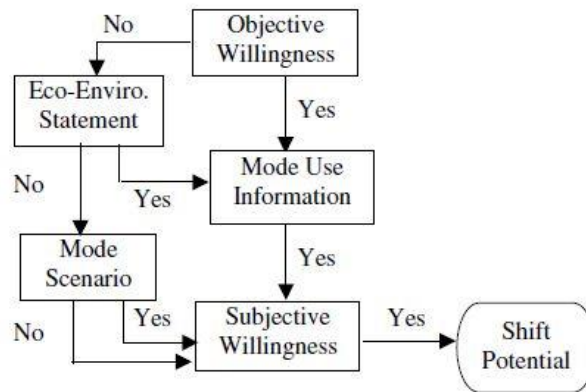 No
Objective
Willingness
Eco-Enviro.
Statement
Yes
No
Yes
Mode Use
Information
Mode
Scenario
Yes
No
Yes
Subjective
Willingness
Yes
Shift
Potential